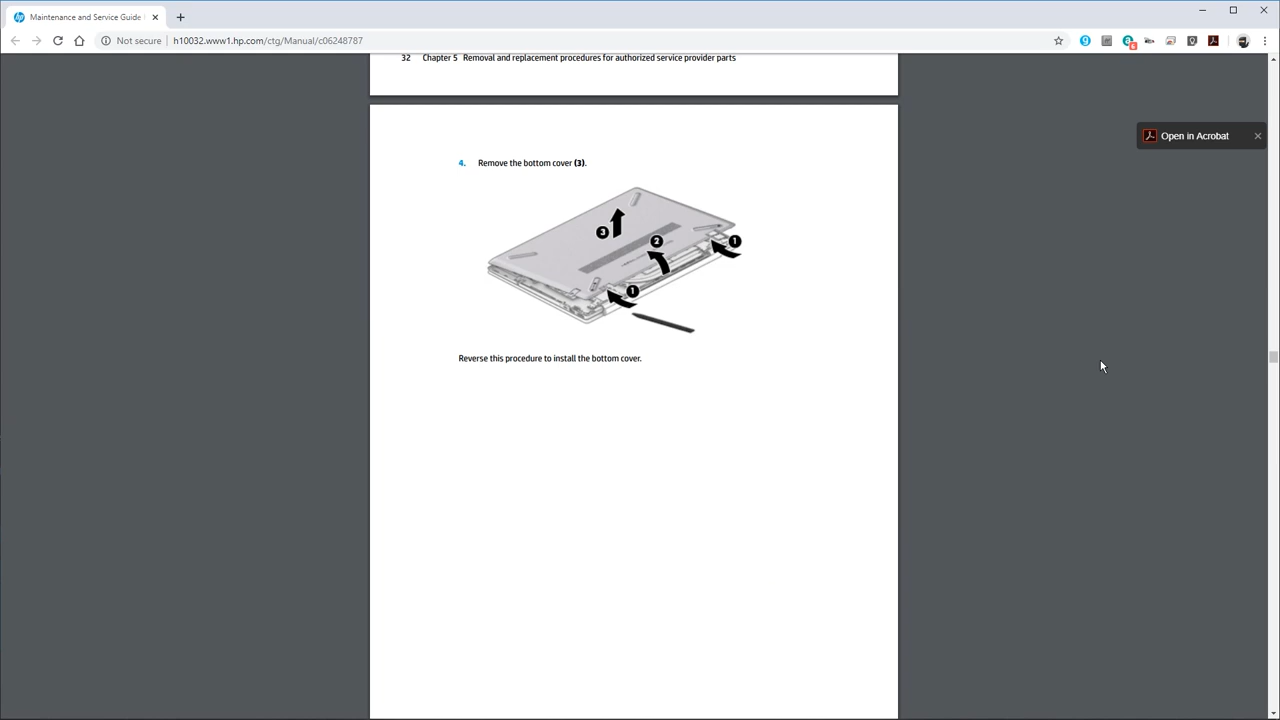 Maintenance and Service Guide
Not secure | h10032.www1.hp.com/ctg/Manual/c06248787
6
32 Chapter 5 Removal and replacement procedures for authorized service provider parts
Open in Acrobat
4. Remove the bottom cover (3).
3
2
1
1
Reverse this procedure to install the bottom cover.